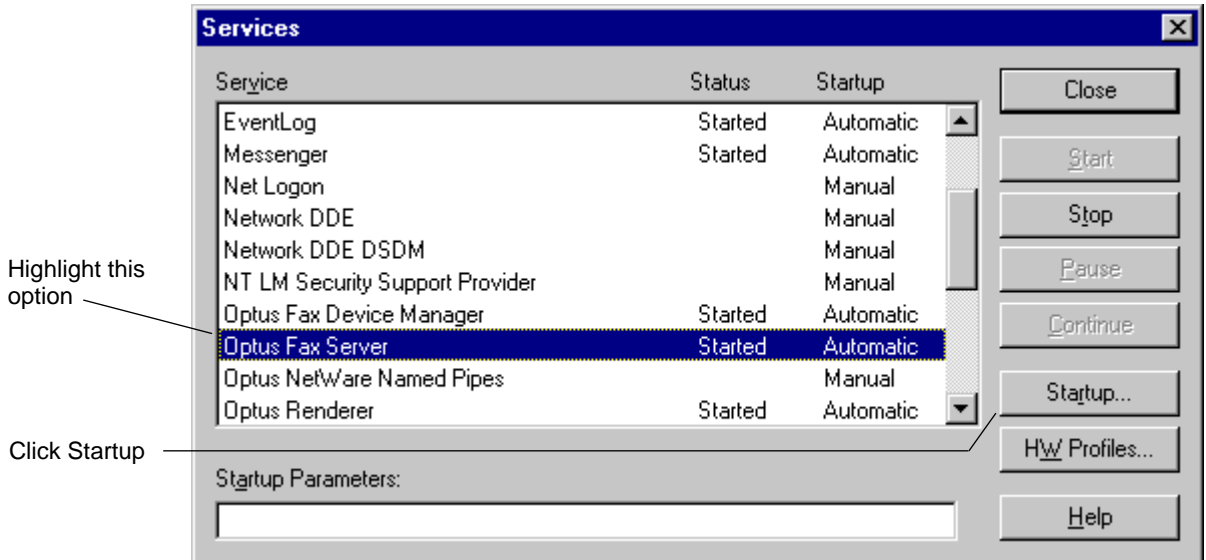 Services
Service Status Startup
EventLog Started Automatic
Messenger Started Automatic
Net Logon Manual
Network DDE Manual
Network DDE DSDM Manual
NT LM Security Support Provider Manual
Optus Fax Device Manager Started Automatic
Optus Fax Server Started Automatic
Optus NetWare Named Pipes Manual
Optus Renderer Started Automatic
Startup Parameters:
Close
Start
Stop
Pause
Continue
Startup...
HW Profiles...
Help
Highlight this
option
Click Startup